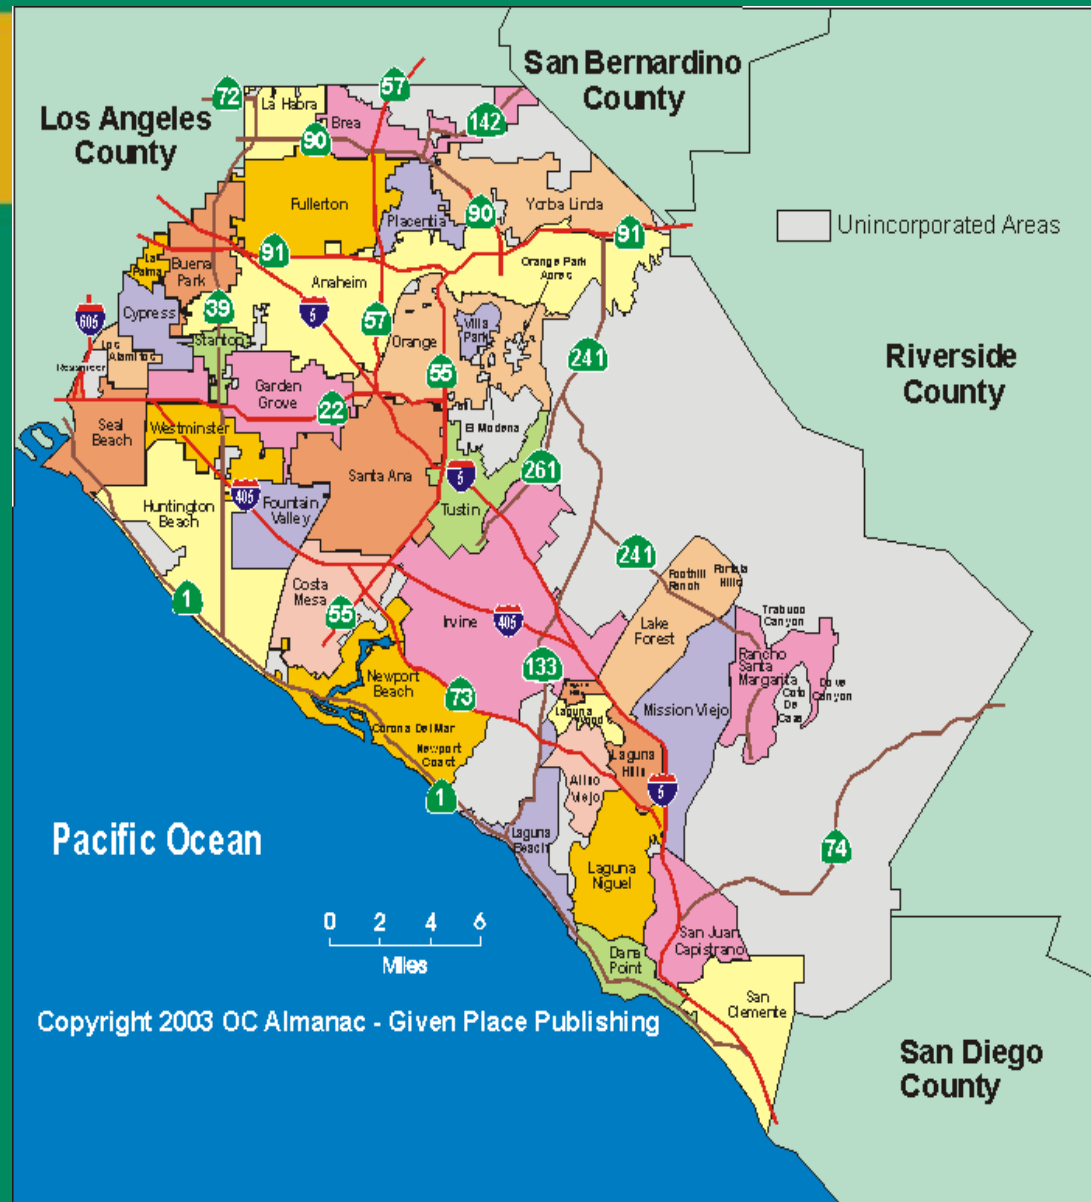 San Bernardino
County
Los Angeles
County
72
57
La Habra
Brea
142
90
Fullerton
Placentia
90
Yorba Linda
91
Unincorporated Areas
La
Palma
Buena
Park
91
Anaheim
Orange Park
Acres
Cypress
39
5
57
Villa
Park
605
Los
Alamitos
Stanton
Orange
241
Riverside
County
Rossmoor
Garden
Grove
55
22
Seal
Beach
Westminster
El Modena
Santa Ana
261
5
Huntington
Beach
405
Fountain
Valley
Tustin
241
Foothill
Ranch
Portola
Hills
Costa
Mesa
1
55
Irvine
405
Lake
Forest
Trabuco
Canyon
Rancho
Santa
Margarita
Coto
De
Caza
Dove
Canyon
133
Newport
Beach
73
Laguna
Wood
Mission Viejo
Corona Del Mar
Newport
Coast
Laguna
Hills
Aliso
Viejo
5
1
Pacific Ocean
Laguna
Beach
74
Laguna
Niguel
0 2 4 6
Miles
San Juan
Capistrano
Dana
Point
San
Clemente
Copyright 2003 OC Almanac - Given Place Publishing
San Diego
County